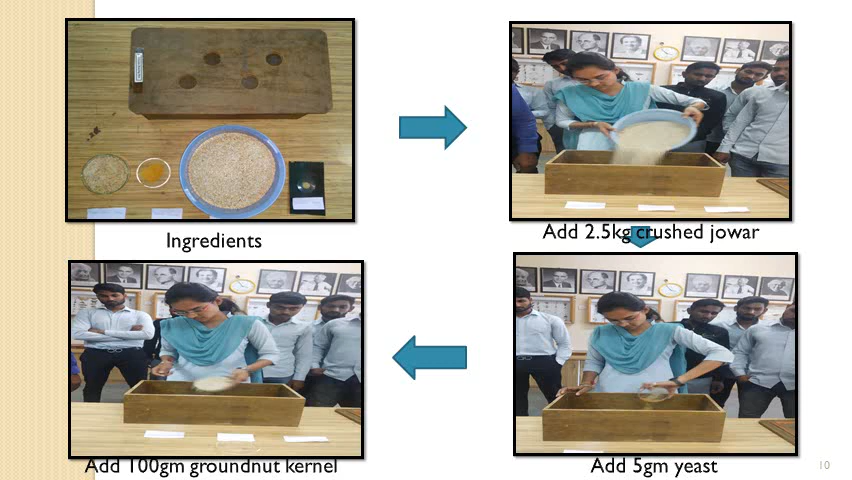 Ingredients
Add 2.5kg crushed jowar
Add 100gm groundnut kernel
Add 5gm yeast
10